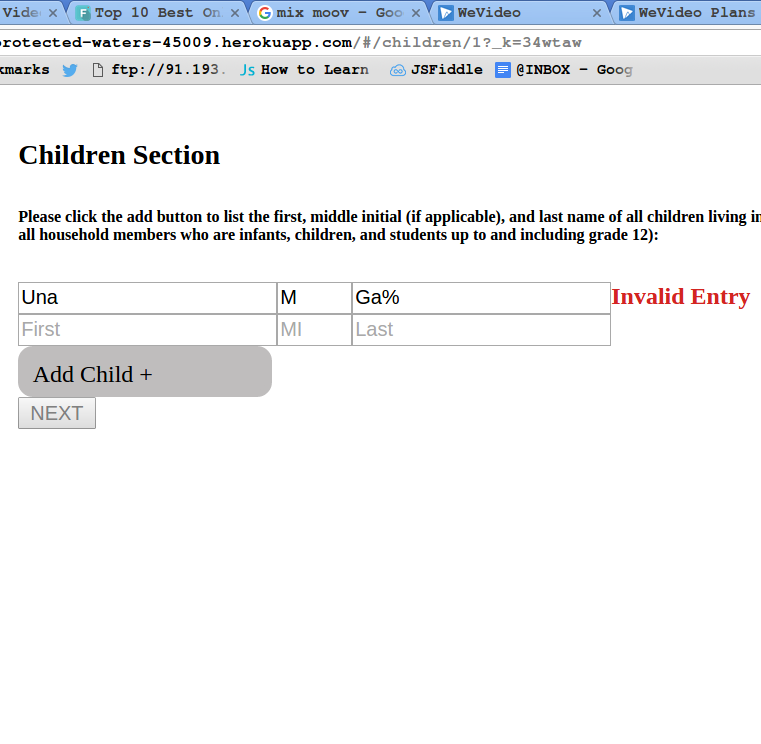 Vide Top 10 Best On mix moov - Goo WeVideo WeVideo Plans
rotected-waters-45009.herokuapp.com/#/children/1?_k=34wtaw
kmarks ftp://91.193. Js How to Learn JSFiddle @INBOX - Goog
Children Section
Please click the add button to list the first, middle initial (if applicable), and last name of all children living in
all household members who are infants, children, and students up to and including grade 12):
Una M Ga% Invalid Entry
First MI Last
Add Child +
NEXT